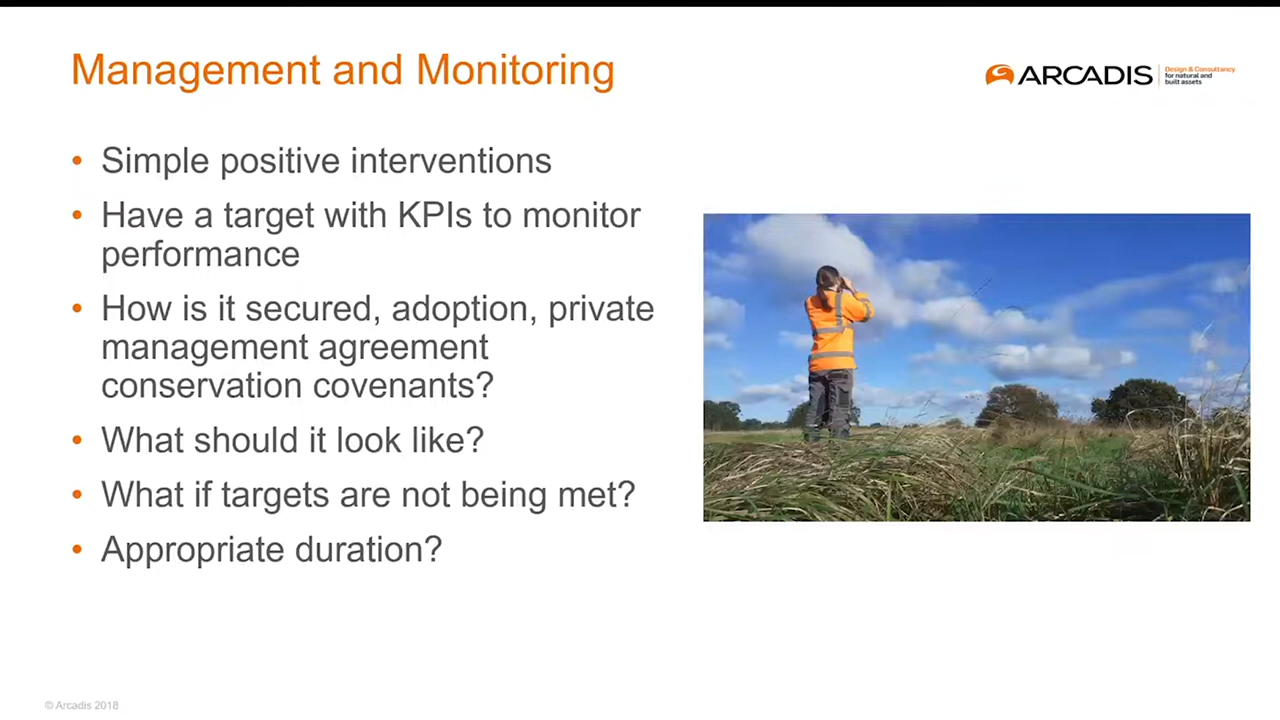 Management and Monitoring
ARCADIS
Design & Consultancy
for natural and
built assets
• Simple positive interventions
• Have a target with KPIs to monitor
performance
• How is it secured, adoption, private
management agreement
conservation covenants?
• What should it look like?
• What if targets are not being met?
• Appropriate duration?
© Arcadis 2018